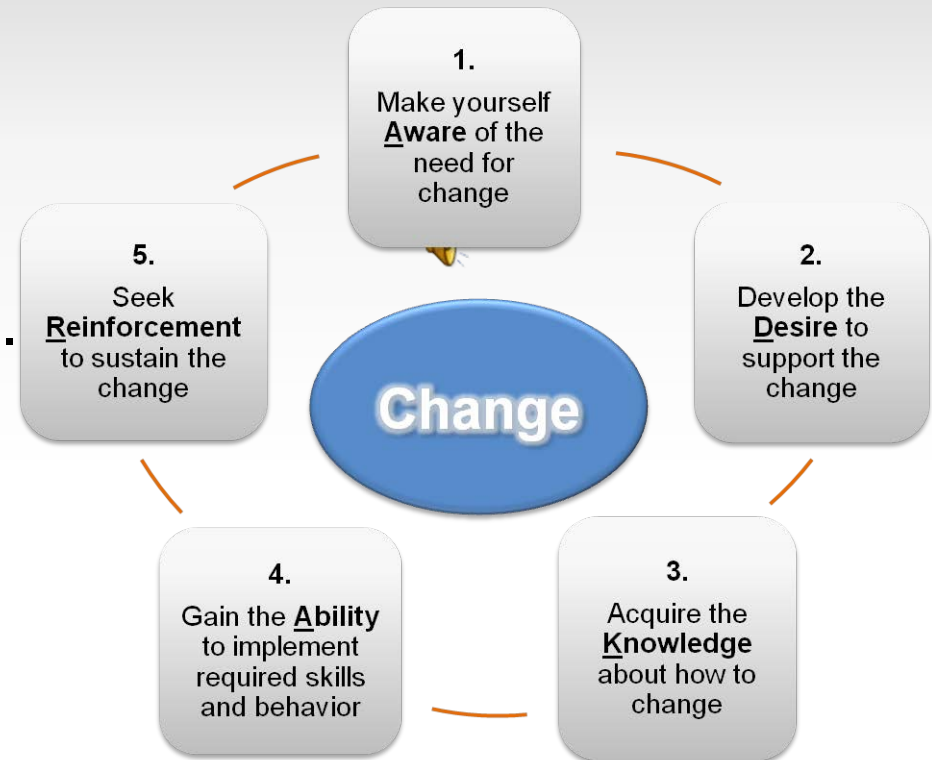 1.
Make yourself
Aware of the
need for
change
2.
Develop the
Desire to
support the
change
3.
Acquire the
Knowledge
about how to
change
4.
Gain the Ability
to implement
required skills
and behavior
5.
Seek
Reinforcement
to sustain the
change
Change